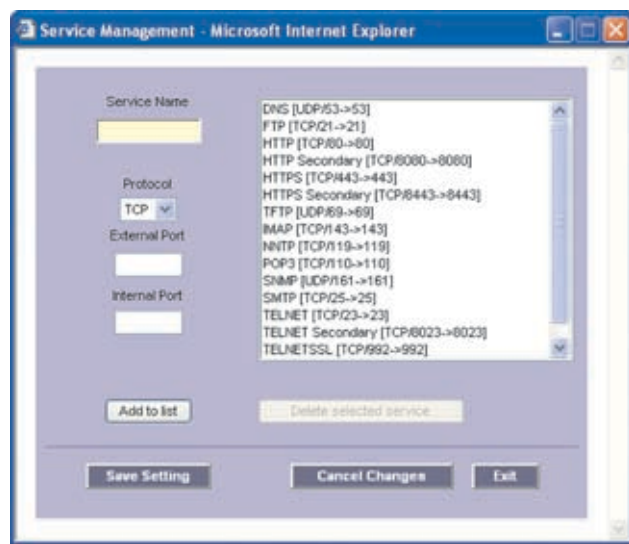 Service Management - Microsoft Internet Explorer
Service Name
DNS [UDP/53->53]
FTP [TCP/21->21]
HTTP [TCP/80->80]
HTTP Secondary [TCP/8080->8080]
HTTPS [TCP/443->443]
HTTPS Secondary [TCP/8443->8443]
TFTP [UDP/69->69]
IMAP [TCP/143->143]
NNTP [TCP/119->119]
POP3 [TCP/110->110]
SNMP [UDP/161->161]
SMTP [TCP/25->25]
TELNET [TCP/23->23]
TELNET Secondary [TCP/8023->8023]
TELNETSSL [TCP/992->992]
Protocol
TCP
External Port
Internal Port
Add to list
Delete selected service
Save Setting
Cancel Changes
Exit